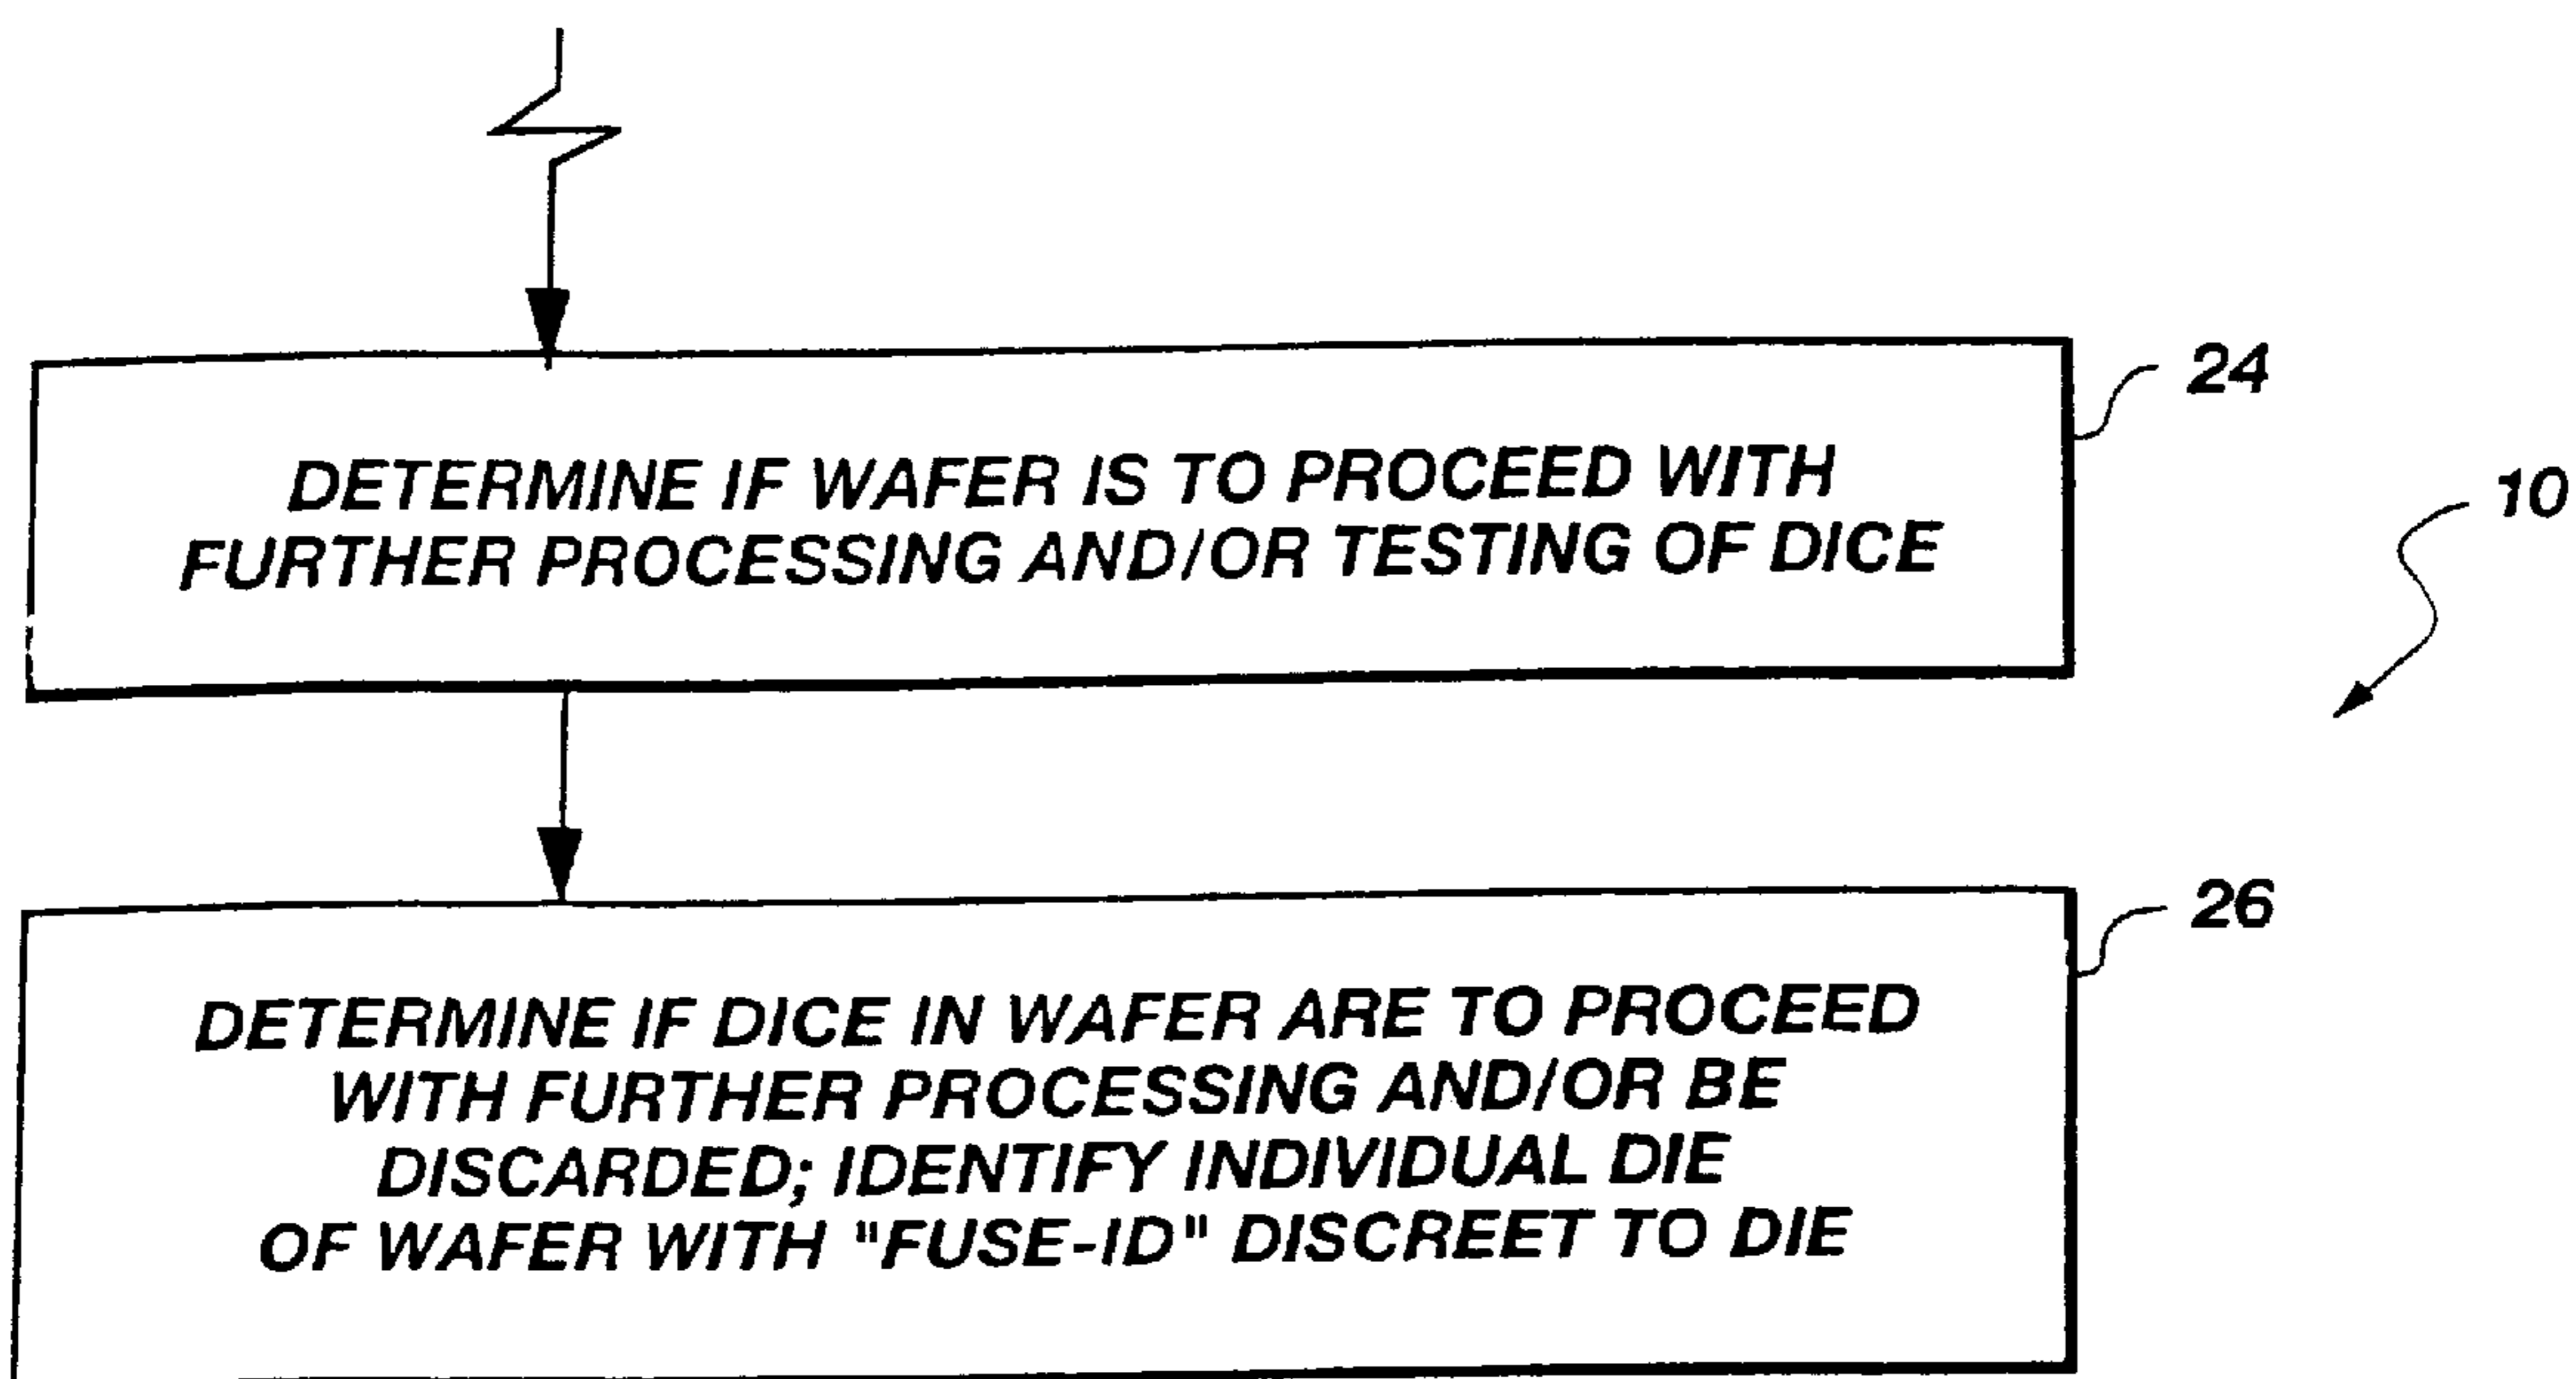 24
DETERMINE IF WAFER IS TO PROCEED WITH
FURTHER PROCESSING AND/OR TESTING OF DICE
10
26
DETERMINE IF DICE IN WAFER ARE TO PROCEED
WITH FURTHER PROCESSING AND/OR BE
DISCARDED; IDENTIFY INDIVIDUAL DIE
OF WAFER WITH "FUSE-ID" DISCREET TO DIE